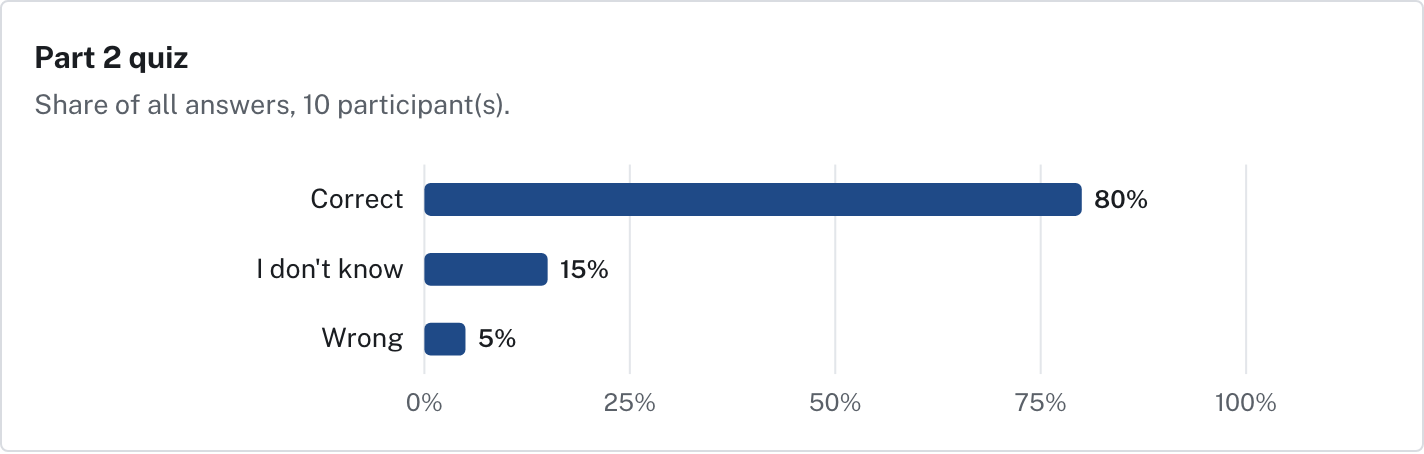 Part 2 quiz
Share of all answers, 10 participant(s).
Correct 80%
I don't know 15%
Wrong 5%
0% 25% 50% 75% 100%